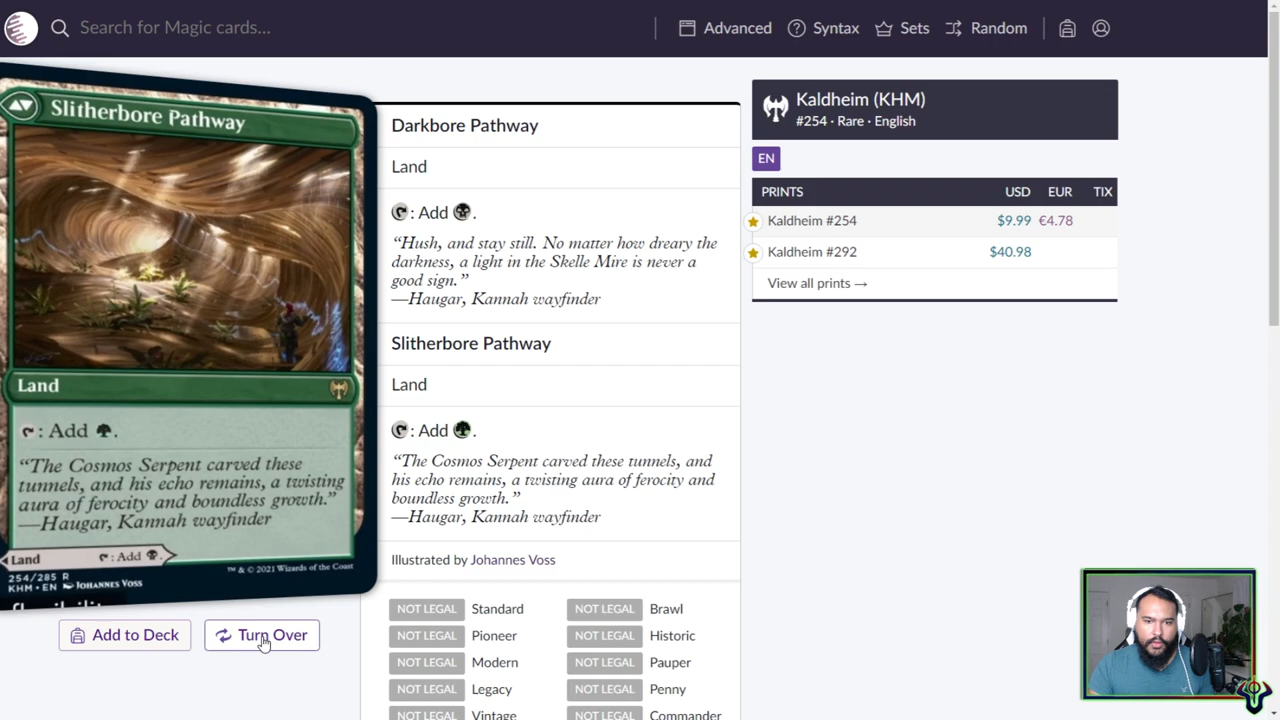 Search for Magic cards...
Advanced
Syntax
Sets
Random
Slitherbore Pathway
Land
: Add .
“The Cosmos Serpent carved these
tunnels, and his echo remains, a twisting
aura of ferocity and boundless growth.”
—Haugar, Kannah wayfinder
Land : Add .
254/285 R
KHM • EN Johannes Voss
™ & © 2021 Wizards of the Coast
Add to Deck
Turn Over
Darkbore Pathway
Land
: Add .
“Hush, and stay still. No matter how dreary the
darkness, a light in the Skelle Mire is never a
good sign.”
—Haugar, Kannah wayfinder
Slitherbore Pathway
Land
: Add .
“The Cosmos Serpent carved these tunnels, and
his echo remains, a twisting aura of ferocity and
boundless growth.”
—Haugar, Kannah wayfinder
Illustrated by Johannes Voss
NOT LEGAL Standard NOT LEGAL Brawl
NOT LEGAL Pioneer NOT LEGAL Historic
NOT LEGAL Modern NOT LEGAL Pauper
NOT LEGAL Legacy NOT LEGAL Penny
NOT LEGAL Vintage NOT LEGAL Commander
Kaldheim (KHM)
#254 · Rare · English
EN
PRINTS USD EUR TIX
Kaldheim #254 $9.99 €4.78
Kaldheim #292 $40.98
View all prints →